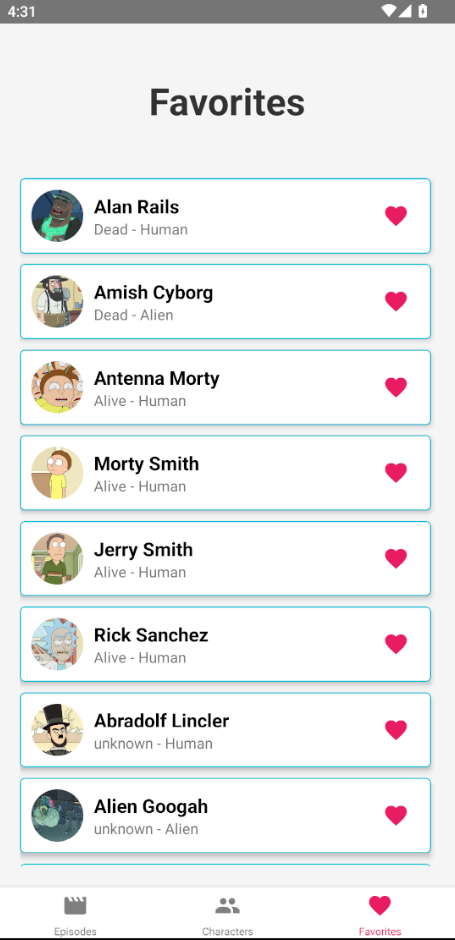 4:31
Favorites
Alan Rails
Dead - Human
Amish Cyborg
Dead - Alien
Antenna Morty
Alive - Human
Morty Smith
Alive - Human
Jerry Smith
Alive - Human
Rick Sanchez
Alive - Human
Abradolf Lincler
unknown - Human
Alien Googah
unknown - Alien
Episodes
Characters
Favorites